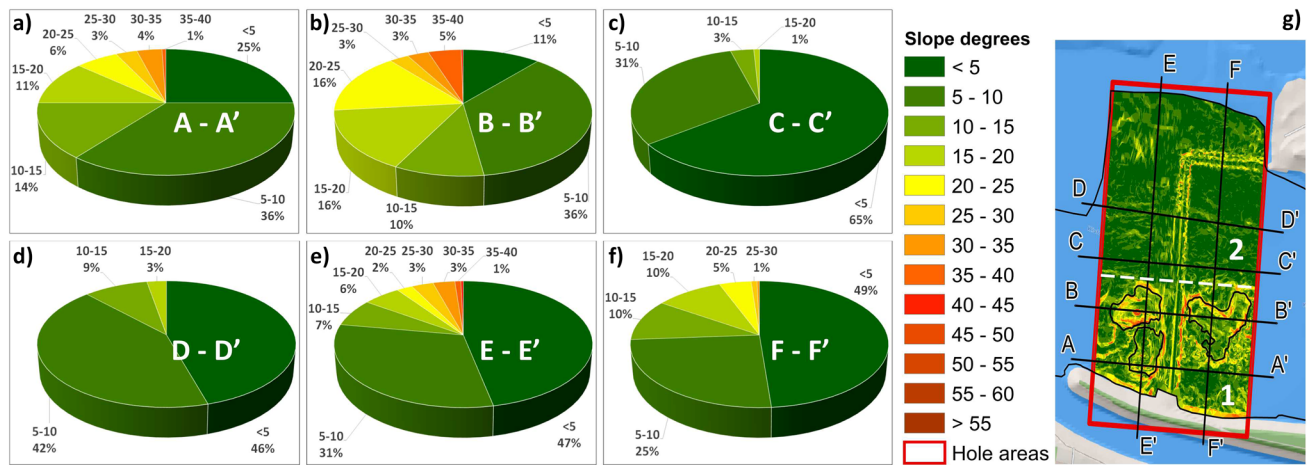 a)
30-35
4%
35-40
1%
25-30
3%
20-25
6%
<5
25%
15-20
11%
A - A'
10-15
14%
5-10
36%
b)
30-35
3%
35-40
5%
25-30
3%
<5
11%
20-25
16%
B - B'
15-20
16%
10-15
10%
5-10
36%
c)
10-15
3%
15-20
1%
5-10
31%
C - C'
<5
65%
d)
10-15
9%
15-20
3%
D - D'
5-10
42%
<5
46%
e)
20-25
2%
25-30
3%
30-35
3%
35-40
1%
15-20
6%
10-15
7%
E - E'
5-10
31%
<5
47%
f)
20-25
5%
25-30
1%
15-20
10%
<5
49%
10-15
10%
F - F'
5-10
25%
Slope degrees
< 5
5 - 10
10 - 15
15 - 20
20 - 25
25 - 30
30 - 35
35 - 40
40 - 45
45 - 50
50 - 55
55 - 60
> 55
Hole areas
g)
E
F
D
D'
C
2
C'
B
B'
A
A'
1
E'
F'